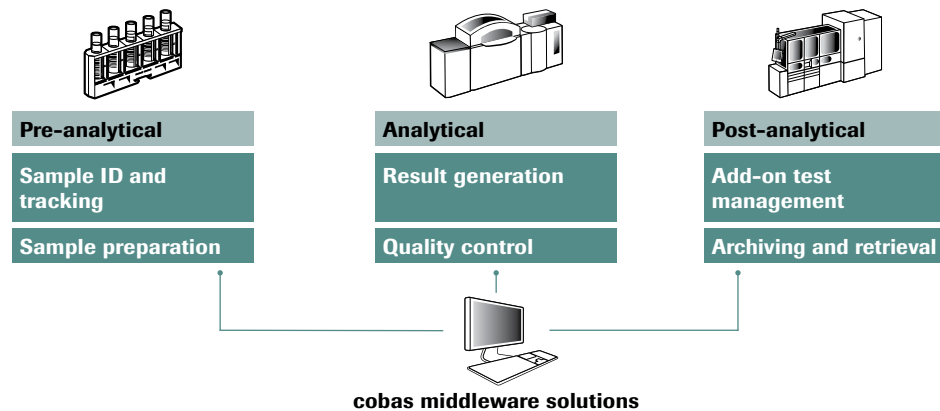 Pre-analytical
Sample ID and
tracking
Sample preparation
Analytical
Result generation
Quality control
Post-analytical
Add-on test
management
Archiving and retrieval
cobas middleware solutions